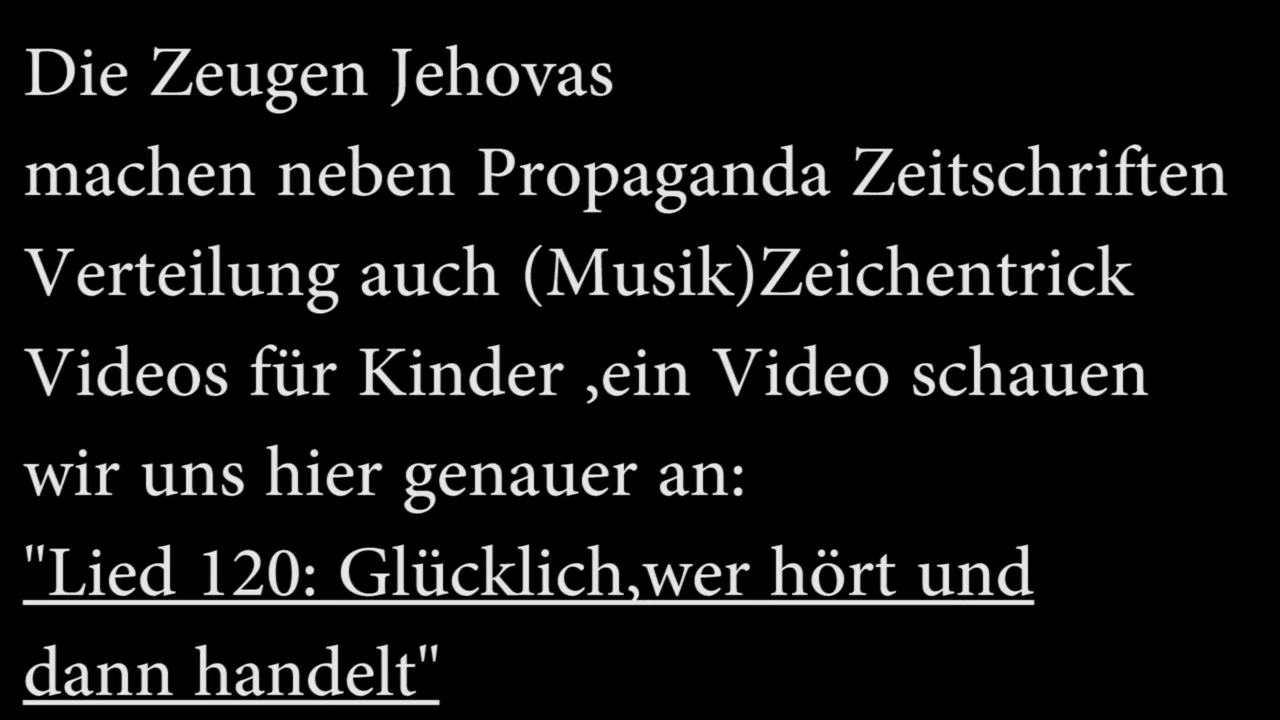 Die Zeugen Jehovas
machen neben Propaganda Zeitschriften
Verteilung auch (Musik)Zeichentrick
Videos für Kinder ,ein Video schauen
wir uns hier genauer an:
"Lied 120: Glücklich,wer hört und
dann handelt"